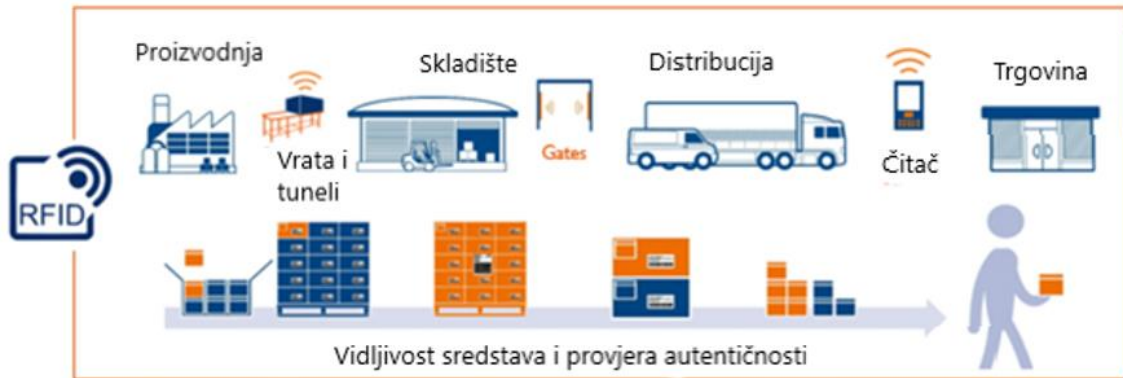 Proizvodnja
Skladište
Distribucija
Trgovina
Vrata i
tuneli
Gates
Čitač
RFID
Vidljivost sredstava i provjera autentičnosti